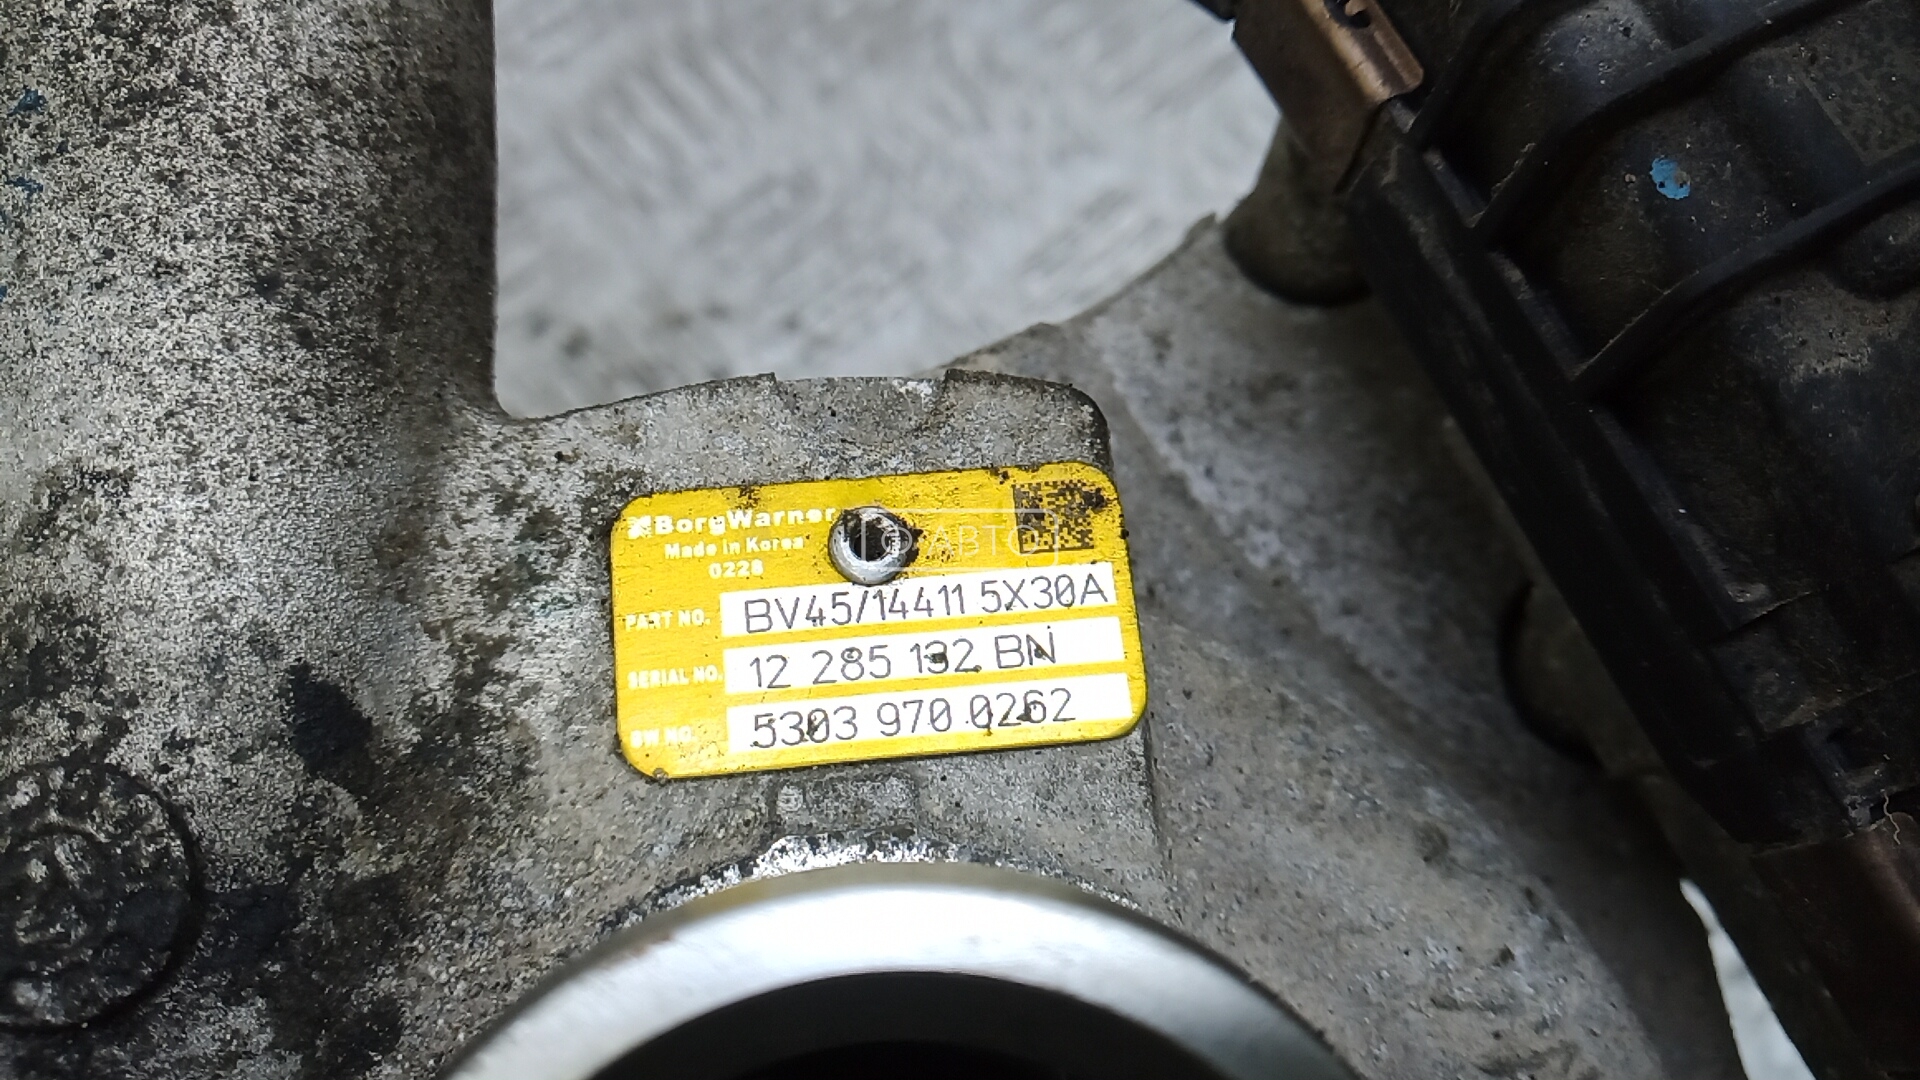 BorgWarner
Made in Korea
0228
PART NO. BV45/14411 5X30A
SERIAL NO. 12 285 132 BN
BW NO. 5303 970 0262
АВТО